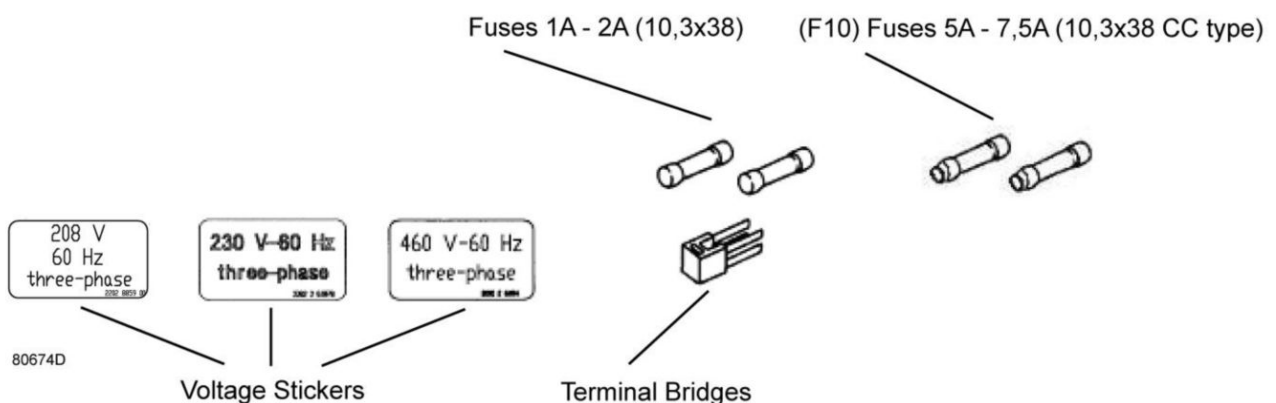 Fuses 1A - 2A (10,3x38)
(F10) Fuses 5A - 7,5A (10,3x38 CC type)
208 V
60 Hz
three-phase
230 V-60 Hz
three-phase
460 V-60 Hz
three-phase
80674D
Voltage Stickers
Terminal Bridges